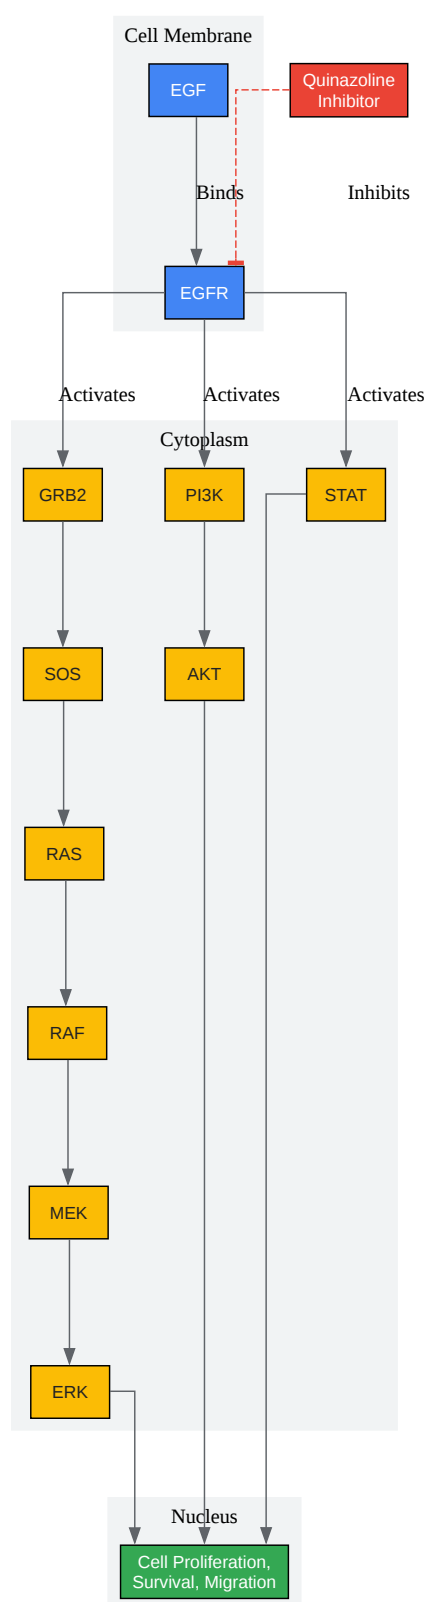 Cell Membrane
EGF
Quinazoline
Inhibitor
Binds
Inhibits
EGFR
Activates
Activates
Activates
Cytoplasm
GRB2
PI3K
STAT
SOS
AKT
RAS
RAF
MEK
ERK
Nucleus
Cell Proliferation,
Survival, Migration